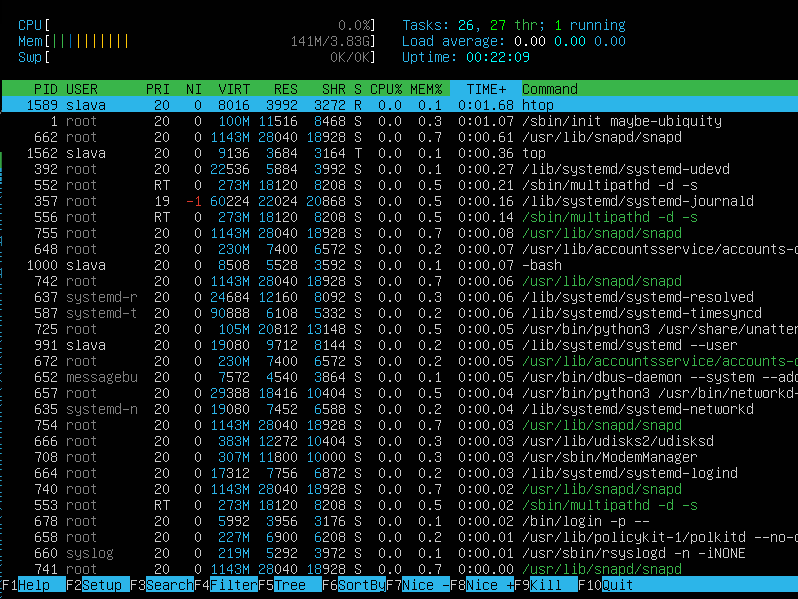 CPU[ 0.0%] Tasks: 26, 27 thr; 1 running
Mem[||||||||||| 141M/3.83G] Load average: 0.00 0.00 0.00
Swp[ 0K/0K] Uptime: 00:22:09
PID USER PRI NI VIRT RES SHR S CPU% MEM% TIME+ Command
1589 slava 20 0 8016 3992 3272 R 0.0 0.1 0:01.68 htop
1 root 20 0 100M 11516 8468 S 0.0 0.3 0:01.07 /sbin/init maybe-ubiquity
662 root 20 0 1143M 28040 18928 S 0.0 0.7 0:00.61 /usr/lib/snapd/snapd
1562 slava 20 0 9136 3684 3164 T 0.0 0.1 0:00.36 top
392 root 20 0 22536 5884 3992 S 0.0 0.1 0:00.27 /lib/systemd/systemd-udevd
552 root RT 0 273M 18120 8208 S 0.0 0.5 0:00.21 /sbin/multipathd -d -s
357 root 19 -1 60224 22024 20868 S 0.0 0.5 0:00.16 /lib/systemd/systemd-journald
556 root RT 0 273M 18120 8208 S 0.0 0.5 0:00.14 /sbin/multipathd -d -s
755 root 20 0 1143M 28040 18928 S 0.0 0.7 0:00.08 /usr/lib/snapd/snapd
648 root 20 0 230M 7400 6572 S 0.0 0.2 0:00.07 /usr/lib/accountsservice/accounts-d
1000 slava 20 0 8508 5528 3592 S 0.0 0.1 0:00.07 -bash
742 root 20 0 1143M 28040 18928 S 0.0 0.7 0:00.06 /usr/lib/snapd/snapd
637 systemd-r 20 0 24684 12160 8092 S 0.0 0.3 0:00.06 /lib/systemd/systemd-resolved
587 systemd-t 20 0 90888 6108 5332 S 0.0 0.2 0:00.06 /lib/systemd/systemd-timesyncd
725 root 20 0 105M 20812 13148 S 0.0 0.5 0:00.05 /usr/bin/python3 /usr/share/unatten
991 slava 20 0 19080 9712 8144 S 0.0 0.2 0:00.05 /lib/systemd/systemd --user
672 root 20 0 230M 7400 6572 S 0.0 0.2 0:00.05 /usr/lib/accountsservice/accounts-d
652 messagebu 20 0 7572 4540 3864 S 0.0 0.1 0:00.05 /usr/bin/dbus-daemon --system --add
657 root 20 0 29388 18416 10404 S 0.0 0.5 0:00.04 /usr/bin/python3 /usr/bin/networkd-
635 systemd-n 20 0 19080 7452 6588 S 0.0 0.2 0:00.04 /lib/systemd/systemd-networkd
754 root 20 0 1143M 28040 18928 S 0.0 0.7 0:00.03 /usr/lib/snapd/snapd
666 root 20 0 383M 12272 10404 S 0.0 0.3 0:00.03 /usr/lib/udisks2/udisksd
708 root 20 0 307M 11800 10000 S 0.0 0.3 0:00.03 /usr/sbin/ModemManager
664 root 20 0 17312 7756 6872 S 0.0 0.2 0:00.03 /lib/systemd/systemd-logind
740 root 20 0 1143M 28040 18928 S 0.0 0.7 0:00.02 /usr/lib/snapd/snapd
553 root RT 0 273M 18120 8208 S 0.0 0.5 0:00.02 /sbin/multipathd -d -s
678 root 20 0 5992 3956 3176 S 0.0 0.1 0:00.02 /bin/login -p --
658 root 20 0 227M 6900 6208 S 0.0 0.2 0:00.01 /usr/lib/policykit-1/polkitd --no-d
660 syslog 20 0 219M 5292 3972 S 0.0 0.1 0:00.01 /usr/sbin/rsyslogd -n -iNONE
741 root 20 0 1143M 28040 18928 S 0.0 0.7 0:00.00 /usr/lib/snapd/snapd
F1Help F2Setup F3SearchF4FilterF5Tree F6SortByF7Nice -F8Nice +F9Kill F10Quit